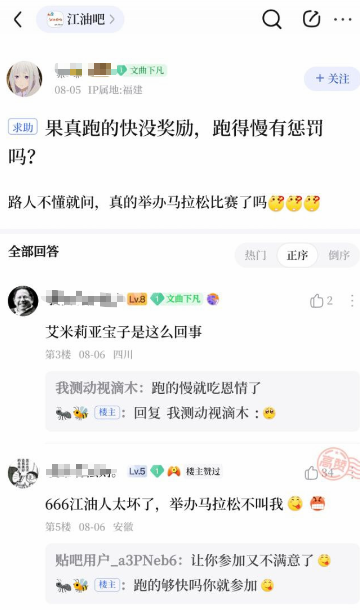 江油吧
文曲下凡
08-05 IP属地:福建
+ 关注
求助 果真跑的快没奖励，跑得慢有惩罚
吗？
路人不懂就问，真的举办马拉松比赛了吗🤔🤔🤔
全部回答
热门 正序 倒序
Lv.8 文曲下凡
2
艾米莉亚宝子是这么回事
第3楼 08-06 四川
我测动视滴木：跑的慢就吃恩情了
🐜🐝 楼主：回复 我测动视滴木 ：🥺
Lv.5 楼主赞过
84
高赞
666江油人太坏了，举办马拉松不叫我😋 😷
第5楼 08-06 安徽
贴吧用户_a3PNeb6：让你参加又不满意了😋
🐜🐝 楼主：跑的够快吗你就参加😋